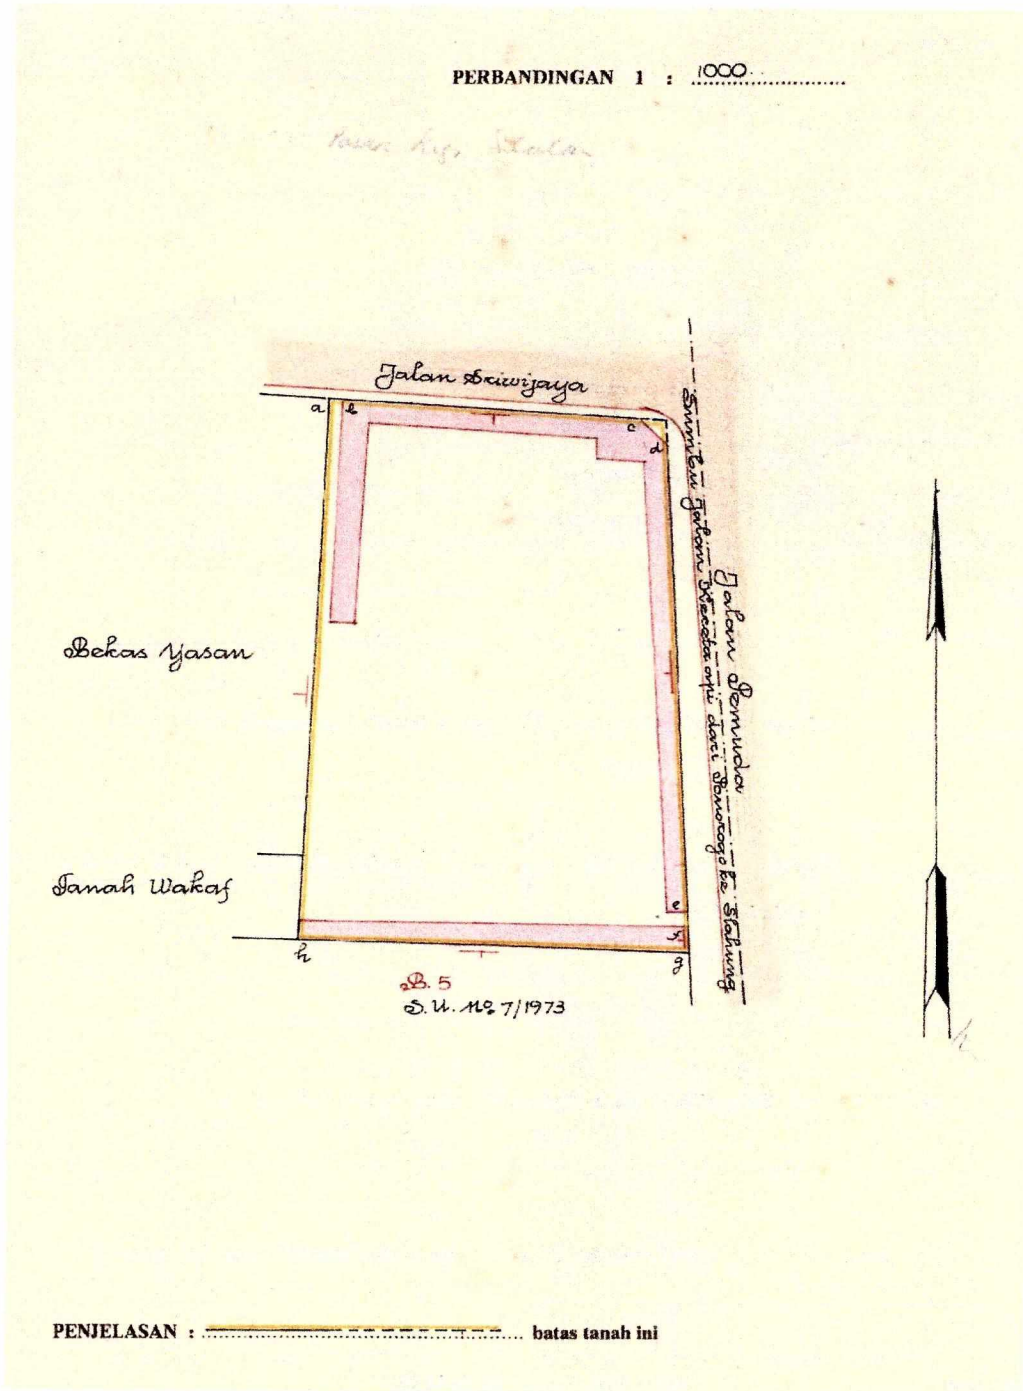 PERBANDINGAN 1 : 1000
Jalan Sriwijaya
a b c d
Simpan Jalan Kereta api dari Ponorogo ke Slahung
Jalan Pemuda
Bekas Yasan
Tanah Wakaf
e
f
h g
B. 5
S.U. No 7/1973
PENJELASAN : batas tanah ini